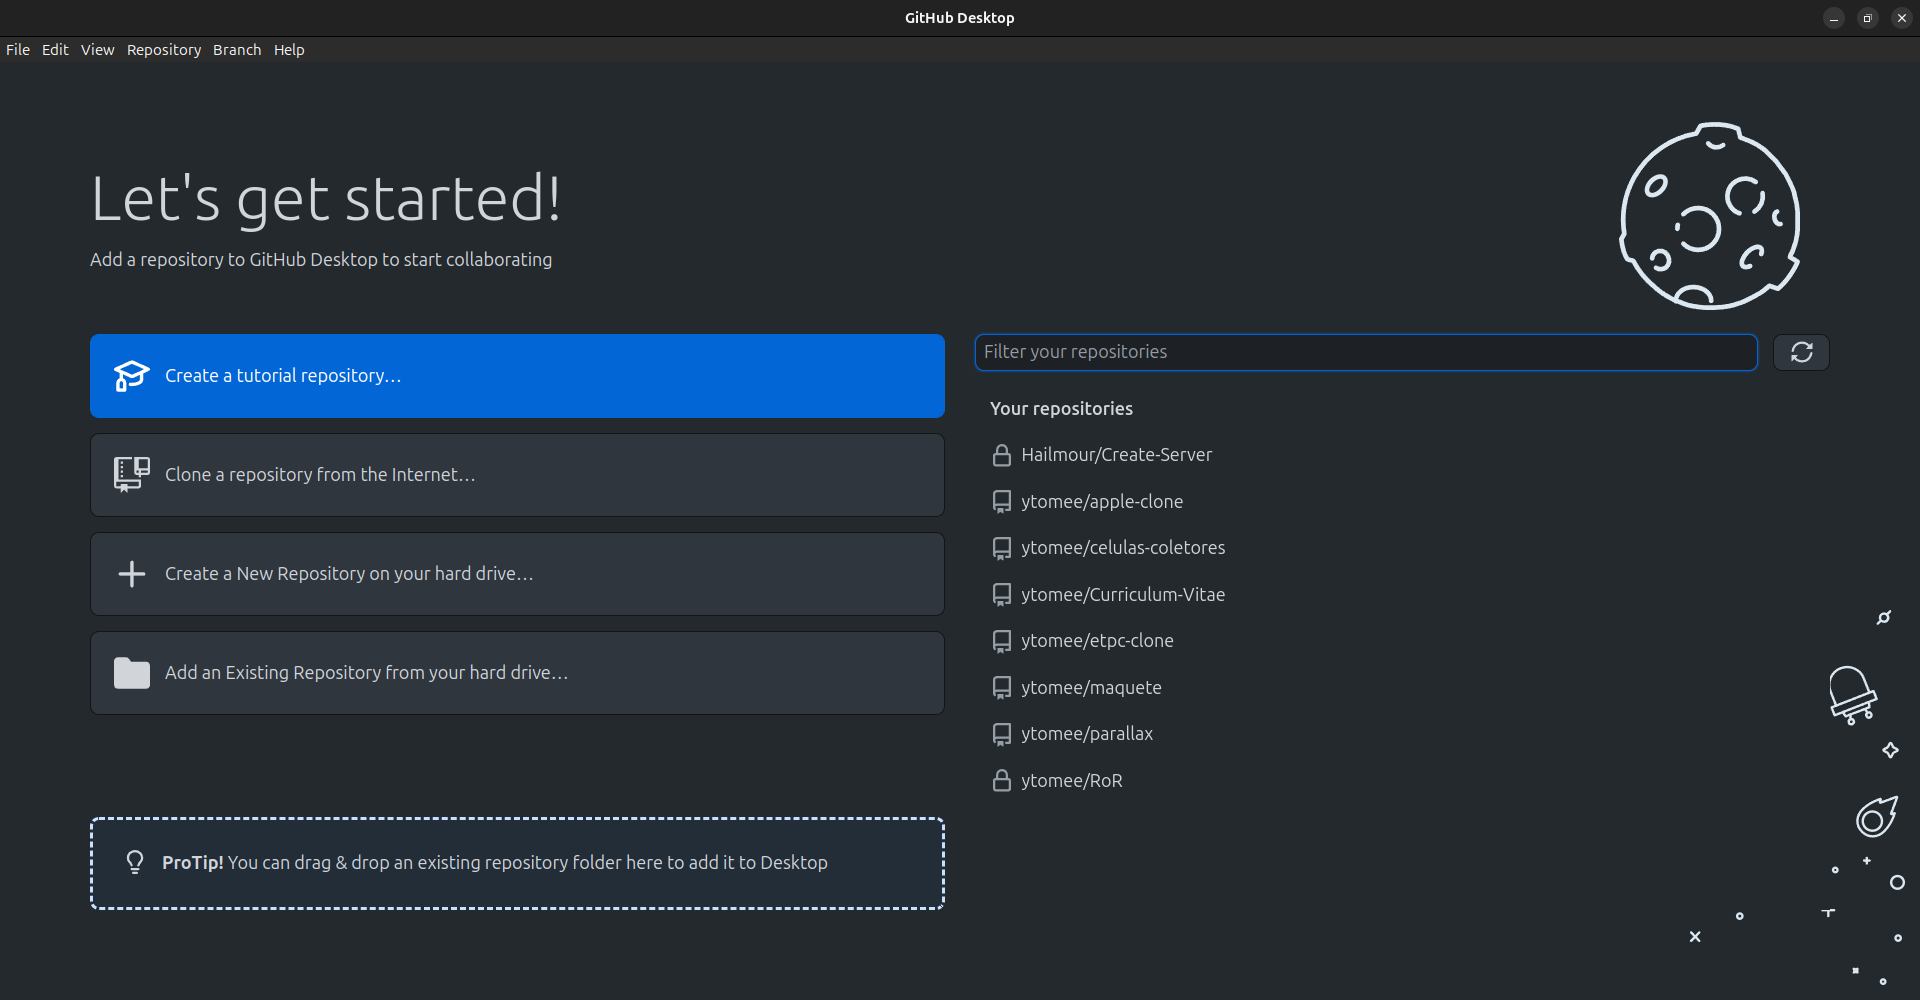 GitHub Desktop
File Edit View Repository Branch Help
Let's get started!
Add a repository to GitHub Desktop to start collaborating
Create a tutorial repository...
Clone a repository from the Internet...
Create a New Repository on your hard drive...
Add an Existing Repository from your hard drive...
ProTip! You can drag & drop an existing repository folder here to add it to Desktop
Filter your repositories
Your repositories
Hailmour/Create-Server
ytomee/apple-clone
ytomee/celulas-coletores
ytomee/Curriculum-Vitae
ytomee/etpc-clone
ytomee/maquete
ytomee/parallax
ytomee/RoR